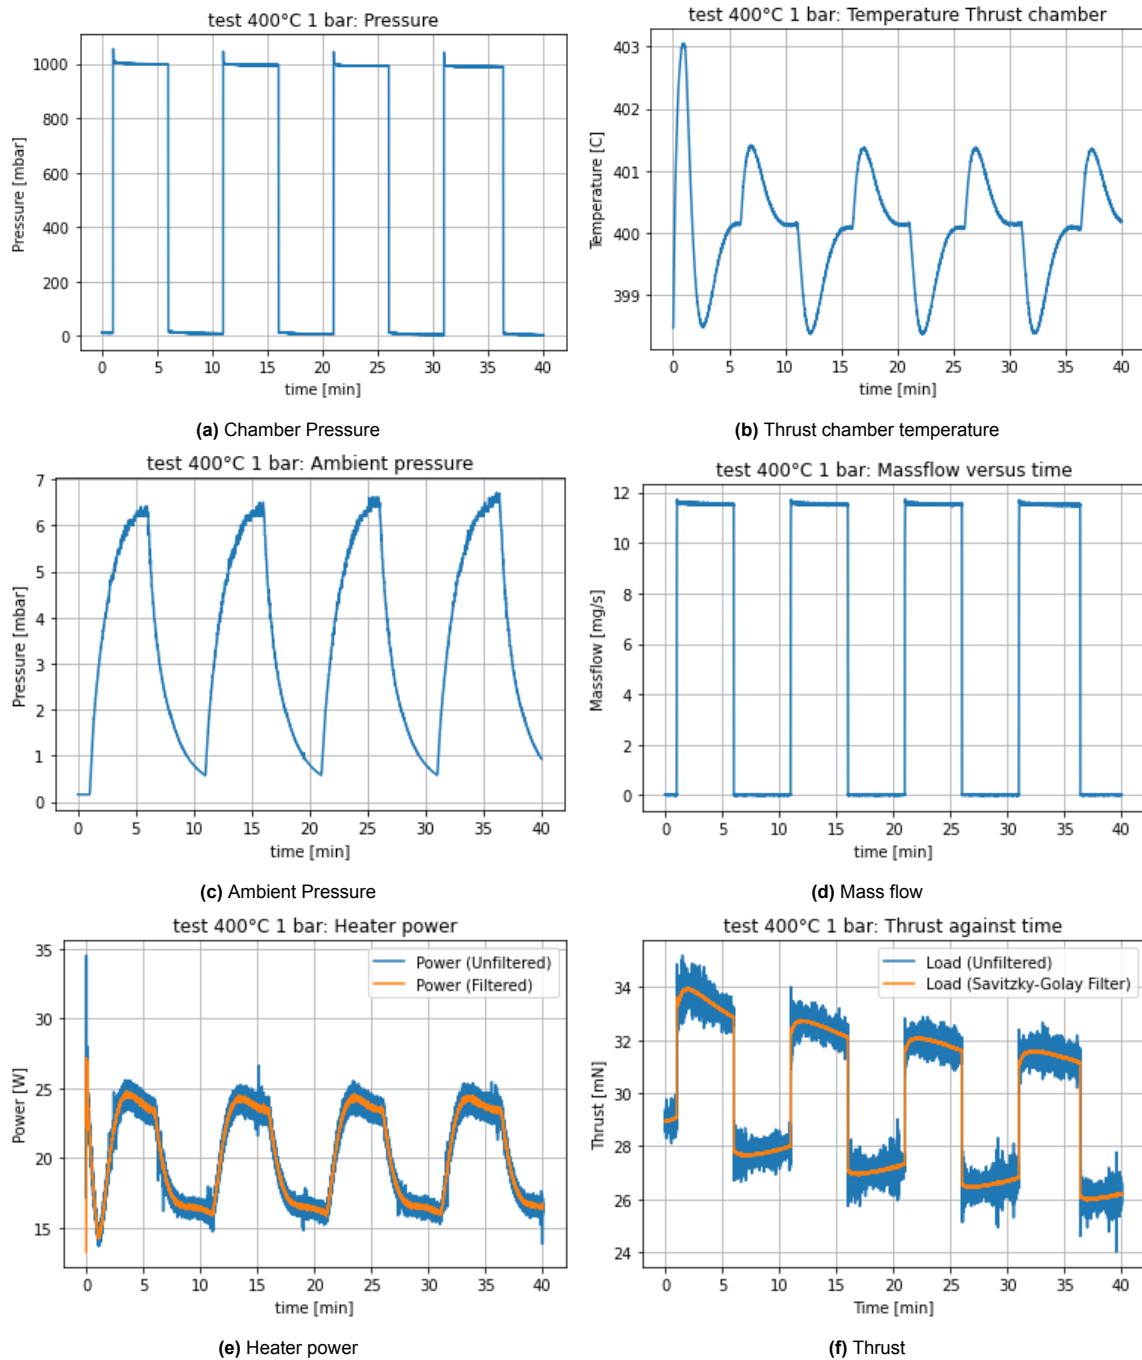 test 400°C 1 bar: Pressure
Pressure [mbar]
1000
800
600
400
200
0
0 5 10 15 20 25 30 35 40
time [min]
(a) Chamber Pressure
test 400°C 1 bar: Temperature Thrust chamber
Temperature [C]
403
402
401
400
399
0 5 10 15 20 25 30 35 40
time [min]
(b) Thrust chamber temperature
test 400°C 1 bar: Ambient pressure
Pressure [mbar]
7
6
5
4
3
2
1
0
0 5 10 15 20 25 30 35 40
time [min]
(c) Ambient Pressure
test 400°C 1 bar: Massflow versus time
Massflow [mg/s]
12
10
8
6
4
2
0
0 5 10 15 20 25 30 35 40
time [min]
(d) Mass flow
test 400°C 1 bar: Heater power
Power (Unfiltered)
Power (Filtered)
Power [W]
35
30
25
20
15
0 5 10 15 20 25 30 35 40
time [min]
(e) Heater power
test 400°C 1 bar: Thrust against time
Load (Unfiltered)
Load (Savitzky-Golay Filter)
Thrust [mN]
34
32
30
28
26
24
0 5 10 15 20 25 30 35 40
Time [min]
(f) Thrust